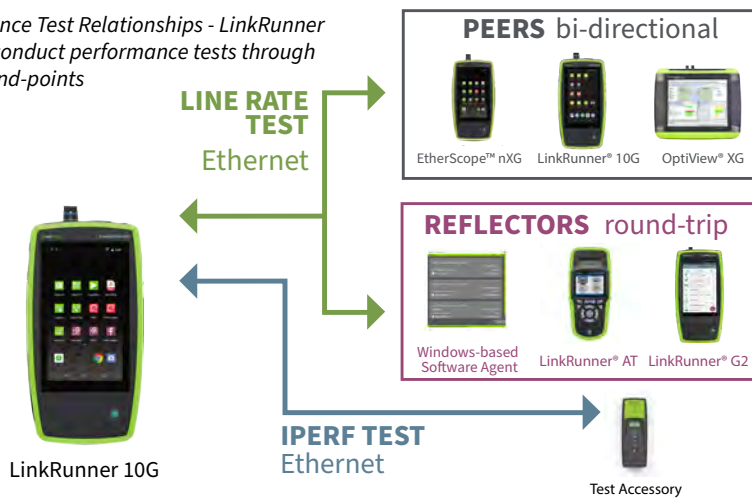 nce Test Relationships - LinkRunner
conduct performance tests through
nd-points
LINE RATE
TEST
Ethernet
PEERS bi-directional
EtherScope™ nXG LinkRunner® 10G OptiView® XG
REFLECTORS round-trip
Windows-based
Software Agent
LinkRunner® AT LinkRunner® G2
IPERF TEST
Ethernet
LinkRunner 10G
Test Accessory